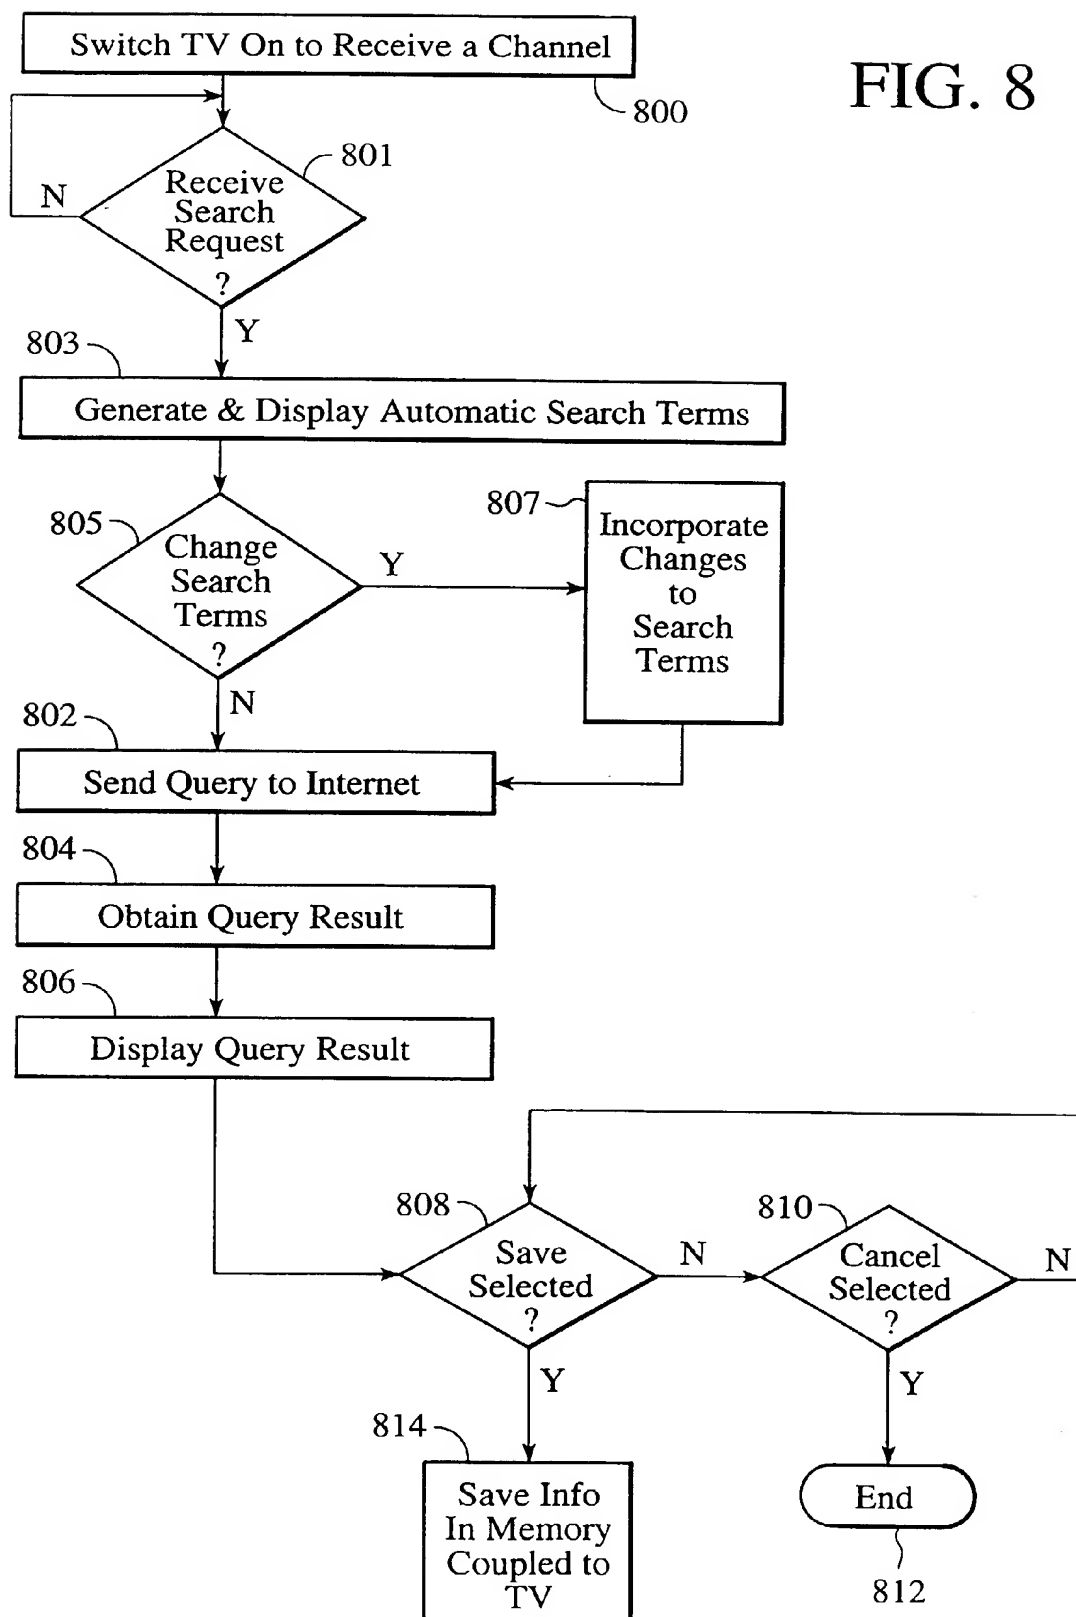 Switch TV On to Receive a Channel
FIG. 8
800
801
N
Receive
Search
Request
?
Y
803
Generate & Display Automatic Search Terms
805
Change
Search
Terms
?
Y
807
Incorporate
Changes
to
Search
Terms
N
802
Send Query to Internet
804
Obtain Query Result
806
Display Query Result
808
Save
Selected
?
N
810
Cancel
Selected
?
N
Y
Y
814
Save Info
In Memory
Coupled to
TV
End
812